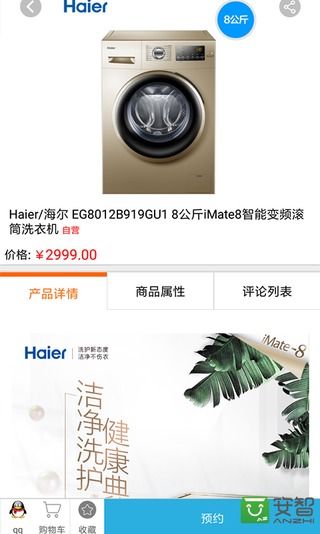 Haier
8公斤
Haier/海尔 EG8012B919GU1 8公斤iMate8智能变频滚
筒洗衣机 自营
价格: ￥2999.00
产品详情
商品属性
评论列表
Haier
洗护新态度
洁净不伤衣
iMate-8
洁净洗护
健康典
qq
购物车
收藏
预约
安智
ANZHI
AZ